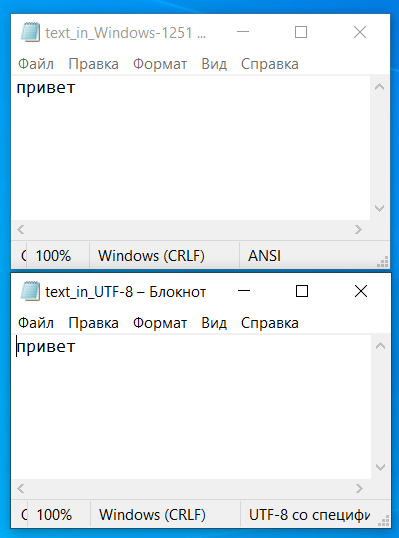 text_in_Windows-1251 ...
Файл Правка Формат Вид Справка
привет
100% Windows (CRLF) ANSI
text_in_UTF-8 – Блокнот
Файл Правка Формат Вид Справка
привет
100% Windows (CRLF) UTF-8 со специфи